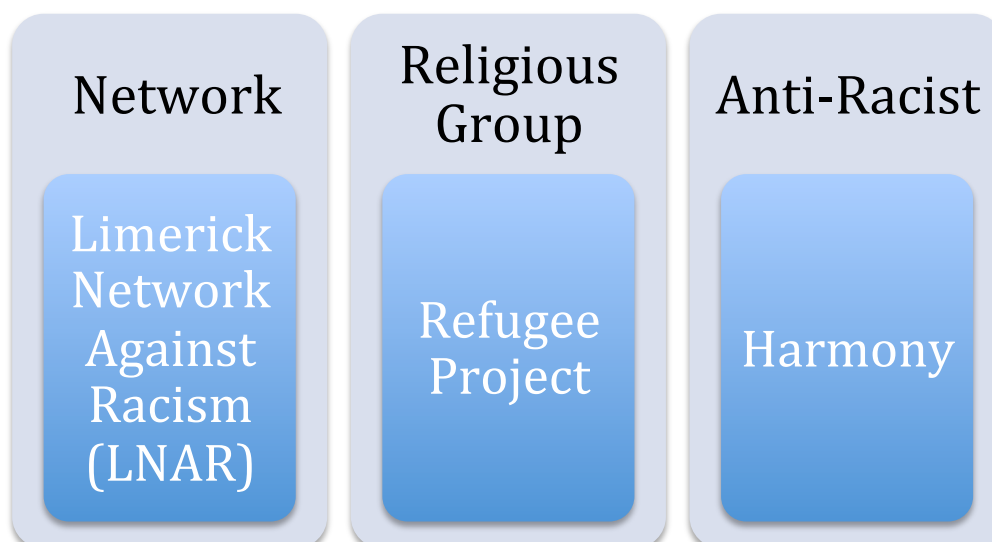 Network
Limerick
Network
Against
Racism
(LNAR)
Religious
Group
Refugee
Project
Anti-Racist
Harmony